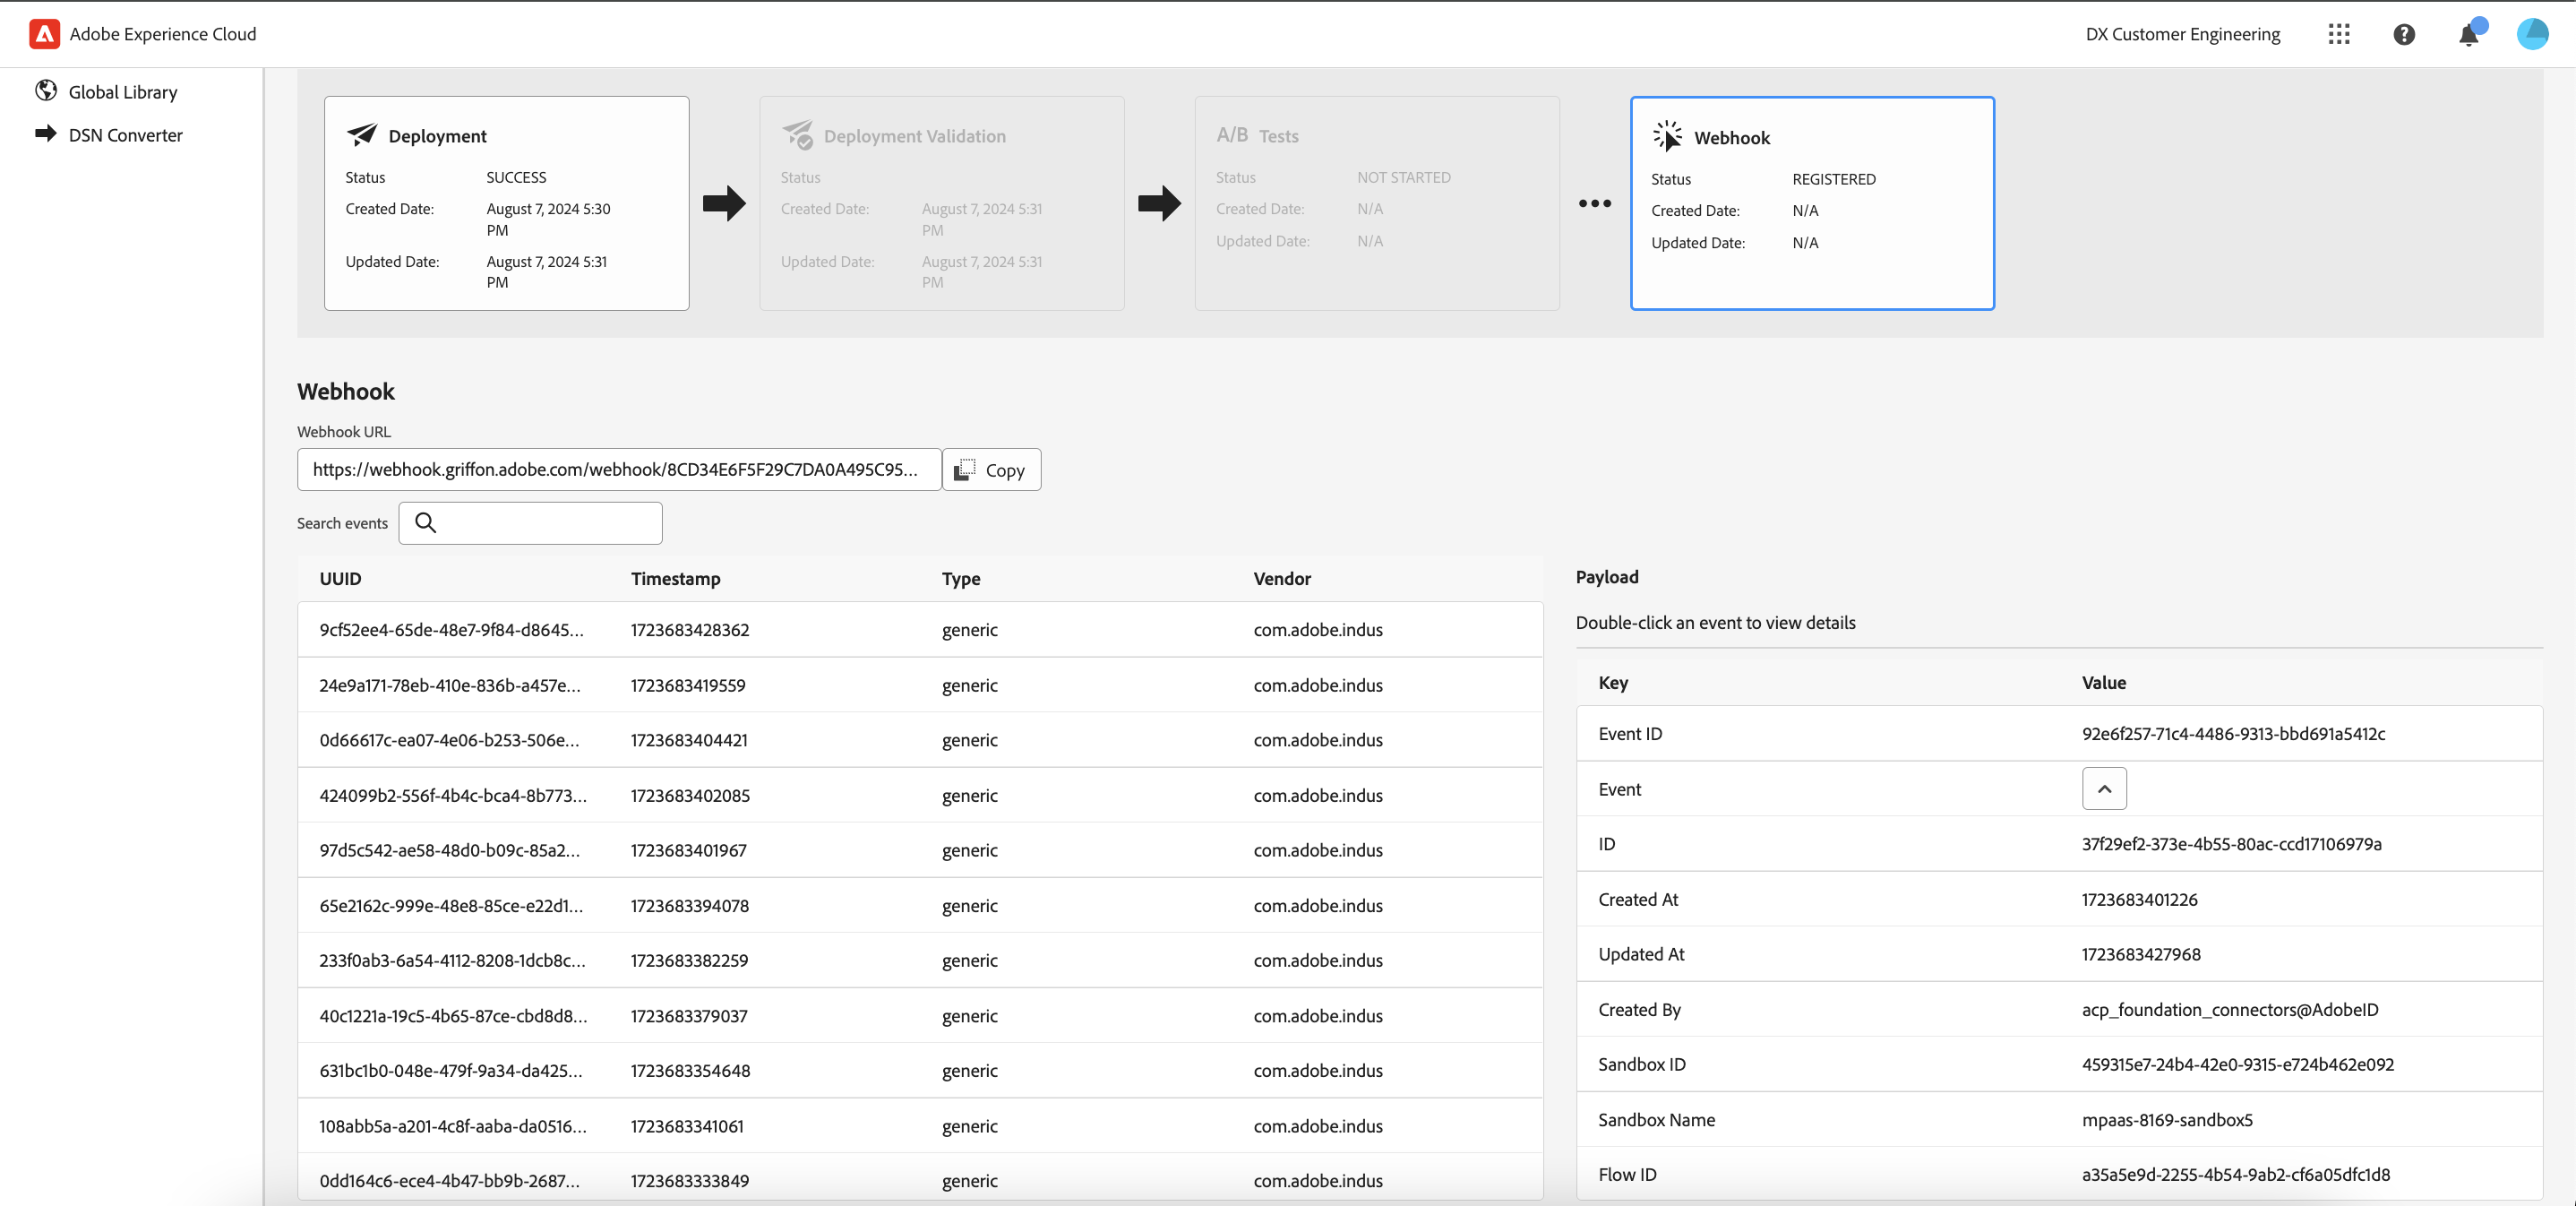 Adobe Experience Cloud
DX Customer Engineering
Global Library
DSN Converter
Deployment
Status SUCCESS
Created Date: August 7, 2024 5:30
PM
Updated Date: August 7, 2024 5:31
PM
Deployment Validation
Status
Created Date: August 7, 2024 5:31
PM
Updated Date: August 7, 2024 5:31
PM
A/B Tests
Status NOT STARTED
Created Date: N/A
Updated Date: N/A
Webhook
Status REGISTERED
Created Date: N/A
Updated Date: N/A
Webhook
Webhook URL
https://webhook.griffon.adobe.com/webhook/8CD34E6F5F29C7DA0A495C95... Copy
Search events
UUID Timestamp Type Vendor
9cf52ee4-65de-48e7-9f84-d8645... 1723683428362 generic com.adobe.indus
24e9a171-78eb-410e-836b-a457e... 1723683419559 generic com.adobe.indus
0d66617c-ea07-4e06-b253-506e... 1723683404421 generic com.adobe.indus
424099b2-556f-4b4c-bca4-8b773... 1723683402085 generic com.adobe.indus
97d5c542-ae58-48d0-b09c-85a2... 1723683401967 generic com.adobe.indus
65e2162c-999e-48e8-85ce-e22d1... 1723683394078 generic com.adobe.indus
233f0ab3-6a54-4112-8208-1dcb8c... 1723683382259 generic com.adobe.indus
40c1221a-19c5-4b65-87ce-cbd8d8... 1723683379037 generic com.adobe.indus
631bc1b0-048e-479f-9a34-da425... 1723683354648 generic com.adobe.indus
108abb5a-a201-4c8f-aaba-da0516... 1723683341061 generic com.adobe.indus
0dd164c6-ece4-4b47-bb9b-2687... 1723683333849 generic com.adobe.indus
Payload
Double-click an event to view details
Key Value
Event ID 92e6f257-71c4-4486-9313-bbd691a5412c
Event
ID 37f29ef2-373e-4b55-80ac-ccd17106979a
Created At 1723683401226
Updated At 1723683427968
Created By acp_foundation_connectors@AdobeID
Sandbox ID 459315e7-24b4-42e0-9315-e724b462e092
Sandbox Name mpaas-8169-sandbox5
Flow ID a35a5e9d-2255-4b54-9ab2-cf6a05dfc1d8